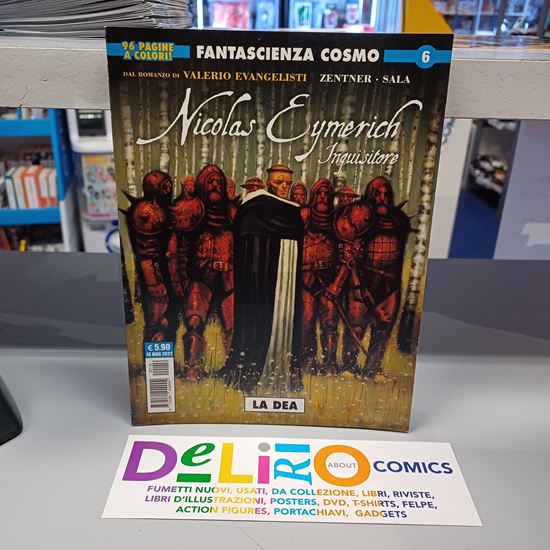 96 PAGINE
A COLORI!
FANTASCIENZA COSMO
6
DAL ROMANZO DI VALERIO EVANGELISTI ZENTNER · SALA
Nicolas Eymerich
Inquisitore
€ 5.90
13 MAG 2022
LA DEA
DeLiRiO ABOUT COMICS
FUMETTI NUOVI, USATI, DA COLLEZIONE, LIBRI, RIVISTE,
LIBRI D'ILLUSTRAZIONI, POSTERS, DVD, T-SHIRTS, FELPE,
ACTION FIGURES, PORTACHIAVI, GADGETS